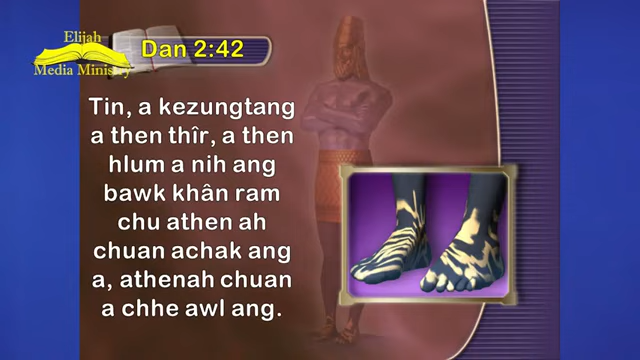 Elijah
Media Ministry
Dan 2:42
Tin, a kezungtang
a then thîr, a then
hlum a nih ang
bawk khân ram
chu athen ah
chuan achak ang
a, athenah chuan
a chhe awl ang.